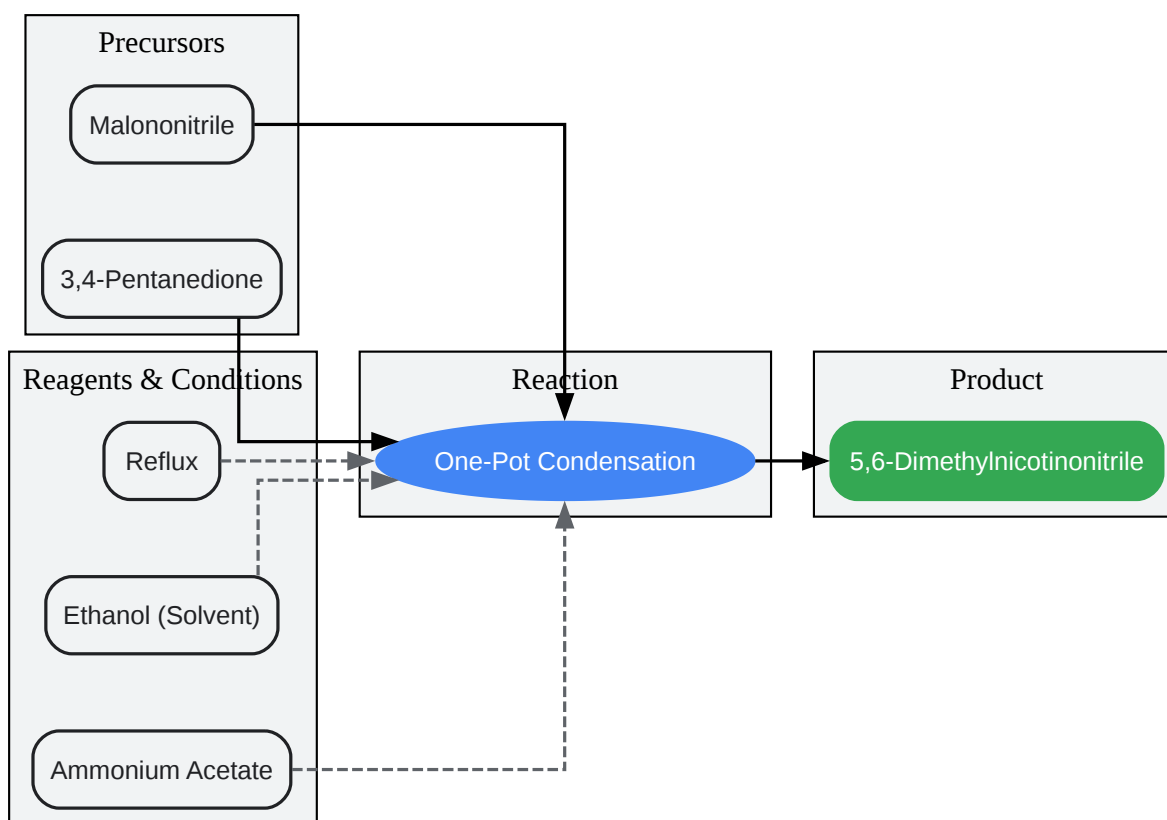 Precursors
Malononitrile
3,4-Pentanedione
Reagents & Conditions
Reflux
Ethanol (Solvent)
Ammonium Acetate
Reaction
One-Pot Condensation
Product
5,6-Dimethylnicotinonitrile